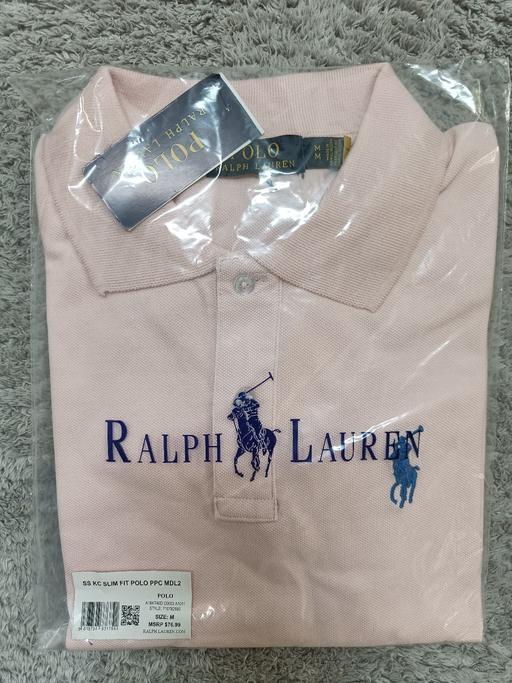 POLO
RALPH LAUREN
POLO
RALPH LAUREN
M
M
RALPH LAUREN
SS KC SLIM FIT POLO PPC MDL2
POLO
SIZE: M
MSRP $76.99
RALPHLAUREN.COM